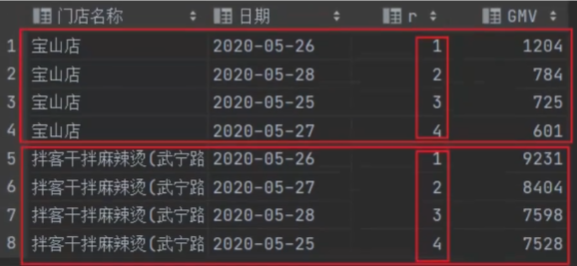 门店名称 日期 r GMV
1 宝山店 2020-05-26 1 1204
2 宝山店 2020-05-28 2 784
3 宝山店 2020-05-25 3 725
4 宝山店 2020-05-27 4 601
5 拌客干拌麻辣烫(武宁路 2020-05-26 1 9231
6 拌客干拌麻辣烫(武宁路 2020-05-27 2 8404
7 拌客干拌麻辣烫(武宁路 2020-05-28 3 7598
8 拌客干拌麻辣烫(武宁路 2020-05-25 4 7528